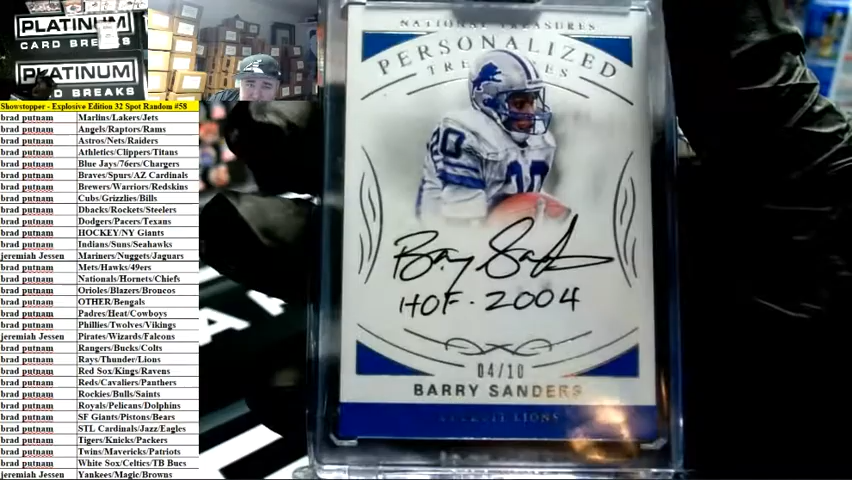 PLATINUM
CARD BREAKS
PLATINUM
BREAKS
Showstopper - Explosive Edition 32 Spot Random #58
brad putnam Marlins/Lakers/Jets
brad putnam Angels/Raptors/Rams
brad putnam Astros/Nets/Raiders
brad putnam Athletics/Clippers/Titans
brad putnam Blue Jays/76ers/Chargers
brad putnam Braves/Spurs/AZ Cardinals
brad putnam Brewers/Warriors/Redskins
brad putnam Cubs/Grizzlies/Bills
brad putnam Dbacks/Rockets/Steelers
brad putnam Dodgers/Pacers/Texans
brad putnam HOCKEY/NY Giants
brad putnam Indians/Suns/Seahawks
jeremiah Jessen Mariners/Nuggets/Jaguars
brad putnam Mets/Hawks/49ers
brad putnam Nationals/Hornets/Chiefs
brad putnam Orioles/Blazers/Broncos
brad putnam OTHER/Bengals
brad putnam Padres/Heat/Cowboys
brad putnam Phillies/Twolves/Vikings
jeremiah Jessen Pirates/Wizards/Falcons
brad putnam Rangers/Bucks/Colts
brad putnam Rays/Thunder/Lions
brad putnam Red Sox/Kings/Ravens
brad putnam Reds/Cavaliers/Panthers
brad putnam Rockies/Bulls/Saints
brad putnam Royals/Pelicans/Dolphins
brad putnam SF Giants/Pistons/Bears
brad putnam STL Cardinals/Jazz/Eagles
brad putnam Tigers/Knicks/Packers
brad putnam Twins/Mavericks/Patriots
brad putnam White Sox/Celtics/TB Bucs
jeremiah Jessen Yankees/Magic/Browns
NATIONAL TREASURES
PERSONALIZED
TREASURES
20
20
Barry Sanders
HOF · 2004
04/10
BARRY SANDERS
DETROIT LIONS